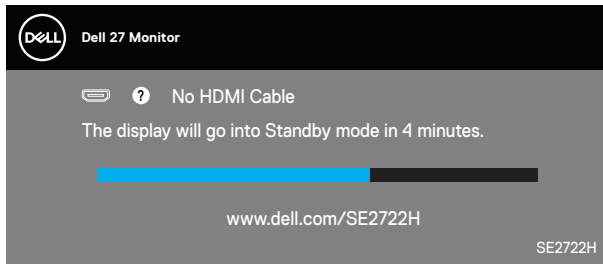 DELL
Dell 27 Monitor
? No HDMI Cable
The display will go into Standby mode in 4 minutes.
www.dell.com/SE2722H
SE2722H